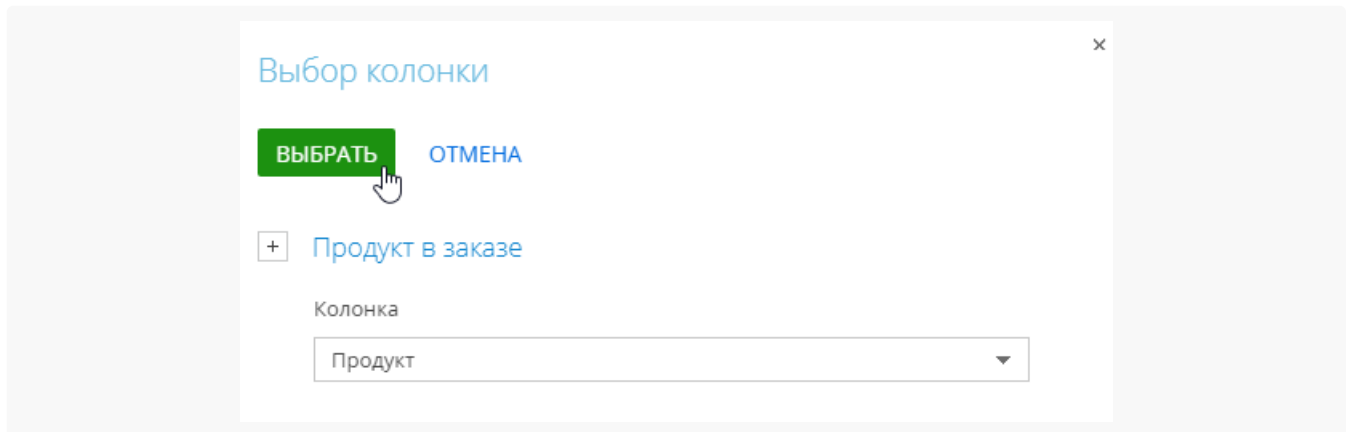 Выбор колонки
ВЫБРАТЬ ОТМЕНА
+ Продукт в заказе
Колонка
Продукт